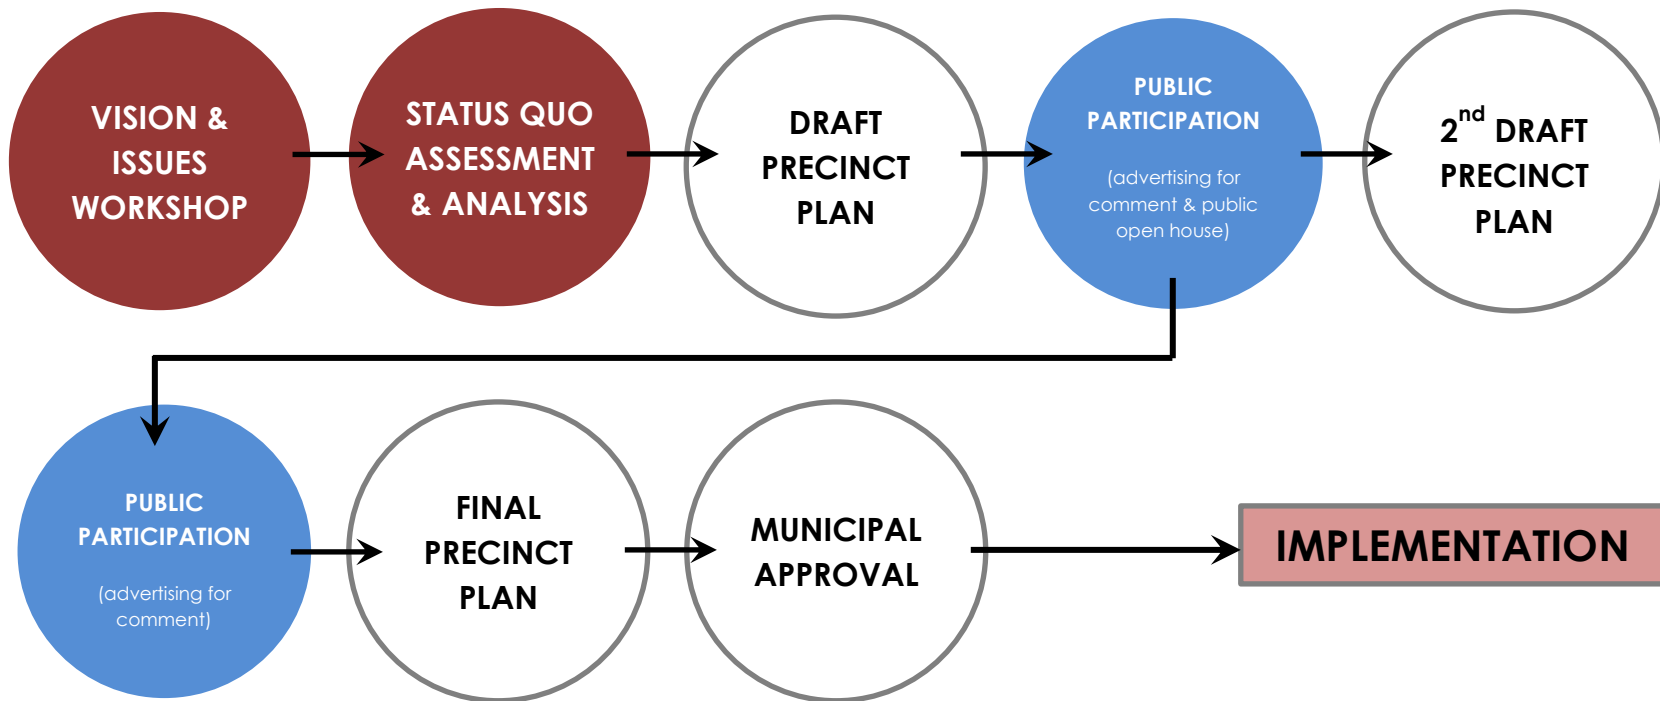 VISION &
ISSUES
WORKSHOP
STATUS QUO
ASSESSMENT
& ANALYSIS
DRAFT
PRECINCT
PLAN
PUBLIC
PARTICIPATION
(advertising for
comment & public
open house)
2nd DRAFT
PRECINCT
PLAN
PUBLIC
PARTICIPATION
(advertising for
comment)
FINAL
PRECINCT
PLAN
MUNICIPAL
APPROVAL
IMPLEMENTATION